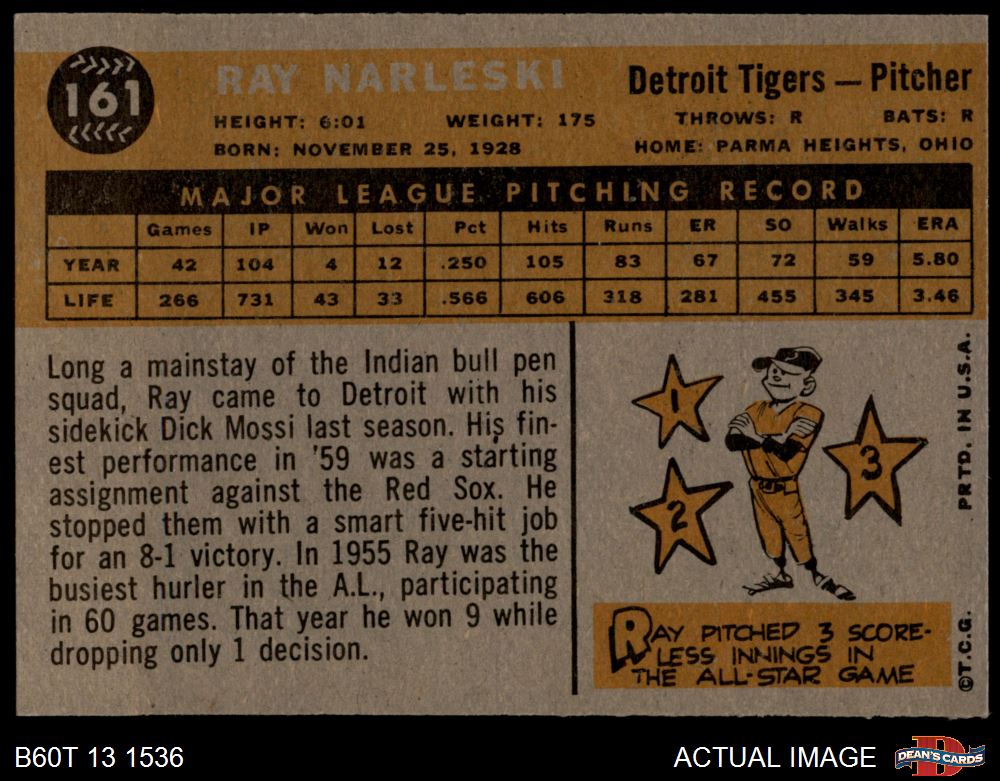 161
RAY NARLESKI
Detroit Tigers — Pitcher
HEIGHT: 6:01 WEIGHT: 175 THROWS: R BATS: R
BORN: NOVEMBER 25, 1928 HOME: PARMA HEIGHTS, OHIO
MAJOR LEAGUE PITCHING RECORD
Games IP Won Lost Pct Hits Runs ER SO Walks ERA
YEAR 42 104 4 12 .250 105 83 67 72 59 5.80
LIFE 266 731 43 33 .566 606 318 281 455 345 3.46
Long a mainstay of the Indian bull pen
squad, Ray came to Detroit with his
sidekick Dick Mossi last season. His fin-
est performance in '59 was a starting
assignment against the Red Sox. He
stopped them with a smart five-hit job
for an 8-1 victory. In 1955 Ray was the
busiest hurler in the A.L., participating
in 60 games. That year he won 9 while
dropping only 1 decision.
1
2
3
RAY PITCHED 3 SCORE-
LESS INNINGS IN
THE ALL-STAR GAME
©T.C.G. PRTD. IN U.S.A.
B60T 13 1536
ACTUAL IMAGE
D
DEAN'S CARDS